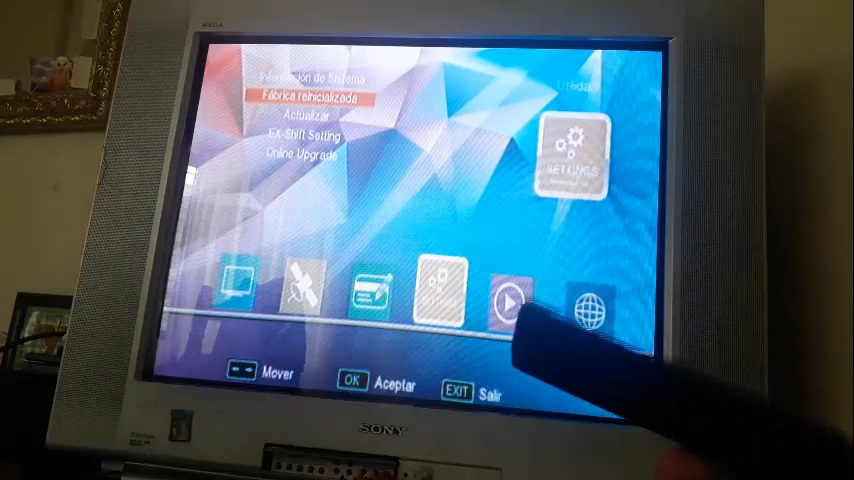 WEGA
Información de Sistema
Fábrica reinicializada
Actualizar
EX-Shift Setting
Online Upgrade
Unidad
SETTINGS
Mover
OK
Aceptar
EXIT
Salir
SONY